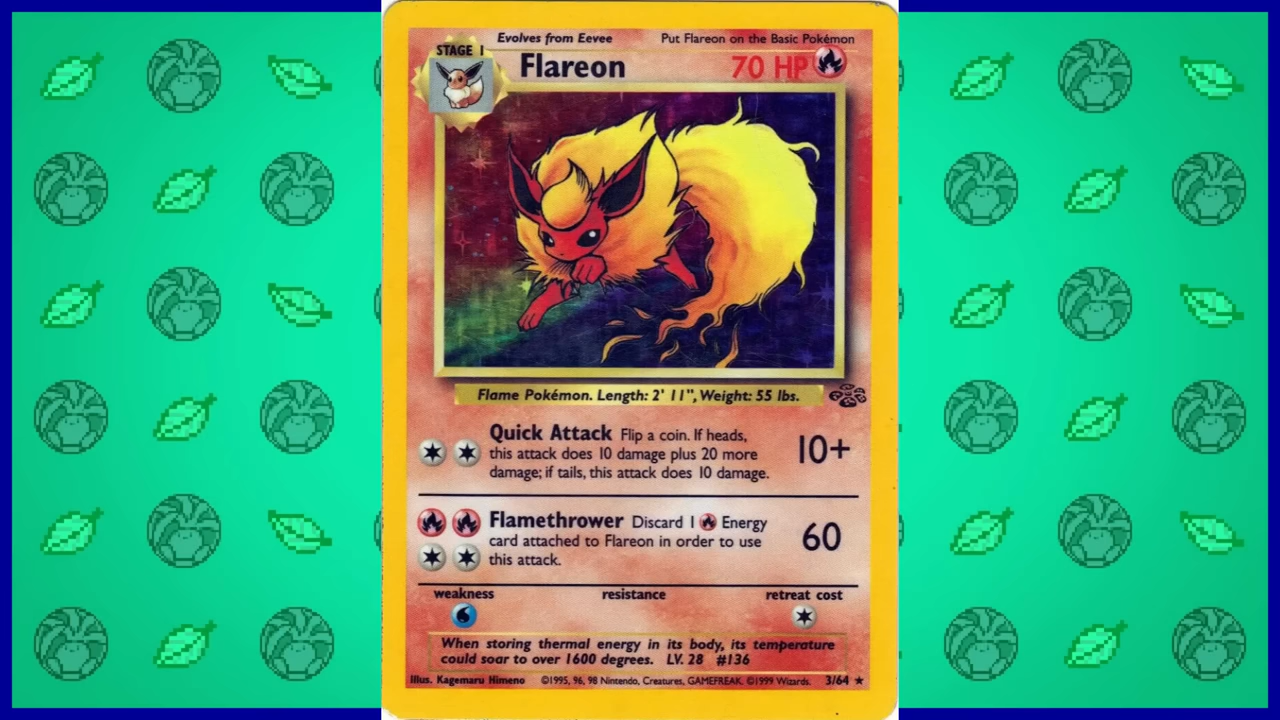 Evolves from Eevee
Put Flareon on the Basic Pokémon
STAGE 1
Flareon
70 HP
Flame Pokémon. Length: 2' 11", Weight: 55 lbs.
Quick Attack Flip a coin. If heads,
this attack does 10 damage plus 20 more
damage; if tails, this attack does 10 damage.
10+
Flamethrower Discard 1 Energy
card attached to Flareon in order to use
this attack.
60
weakness
resistance
retreat cost
When storing thermal energy in its body, its temperature
could soar to over 1600 degrees. LV. 28 #136
Illus. Kagemaru Himeno
©1995, 96, 98 Nintendo, Creatures, GAMEFREAK. ©1999 Wizards.
3/64 ★